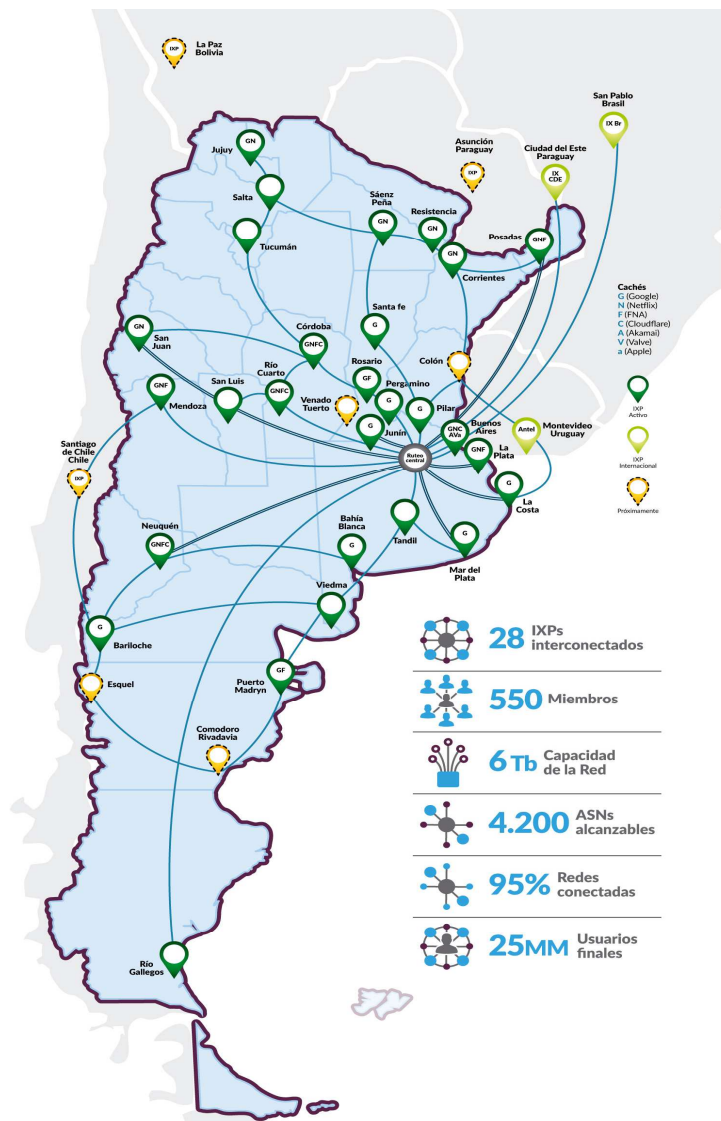 IXP
La Paz
Bolivia
San Pablo
Brasil
IX Br
Asunción
Paraguay
IXP
Ciudad del Este
Paraguay
IX
CDE
GN
Jujuy
Salta
Tucumán
Sáenz
Peña
GN
Resistencia
GN
GN
Corrientes
Posadas
GNF
Cachés
G (Google)
N (Netflix)
F (FNA)
C (Cloudflare)
A (Akamai)
V (Valve)
a (Apple)
IXP
Activo
IXP
Internacional
Próximamente
Santa fe
G
GN
San
Juan
Córdoba
GNFC
Colón
GNF
Mendoza
San Luis
Río
Cuarto
GNFC
Rosario
GF
Pergamino
G
Venado
Tuerto
G
Junín
Pilar
G
GNC
AVa
Buenos
Aires
Antel
Montevideo
Uruguay
Santiago
de Chile
Chile
IXP
Ruteo
central
GNF
La
Plata
G
La
Costa
Neuquén
GNFC
Bahía
Blanca
G
Tandil
G
Mar del
Plata
Viedma
G
Bariloche
Esquel
GF
Puerto
Madryn
Comodoro
Rivadavia
Río
Gallegos
28 IXPs
interconectados
550 Miembros
6 Tb Capacidad
de la Red
4.200 ASNs
alcanzables
95% Redes
conectadas
25MM Usuarios
finales